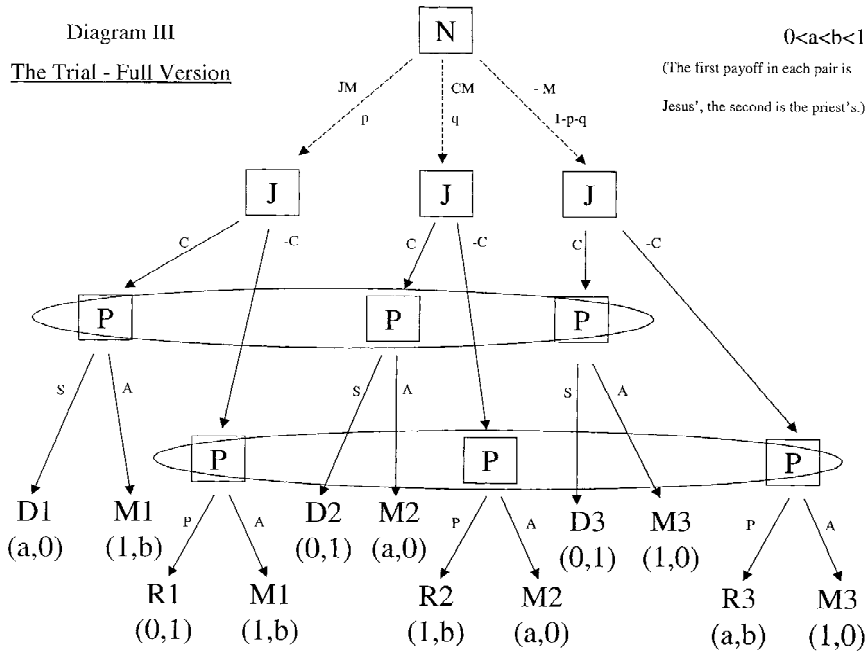 Diagram III
N
0<a<b<1
The Trial - Full Version
(The first payoff in each pair is
Jesus', the second is the priest's.)
JM
CM
- M
p
q
1-p-q
J
J
J
C
-C
C
-C
C
-C
P
P
P
S
A
S
A
S
A
P
P
P
D1
M1
D2
M2
D3
M3
(a,0)
(1,b)
(0,1)
(a,0)
(0,1)
(1,0)
P
A
P
A
P
A
R1
M1
R2
M2
R3
M3
(0,1)
(1,b)
(1,b)
(a,0)
(a,b)
(1,0)